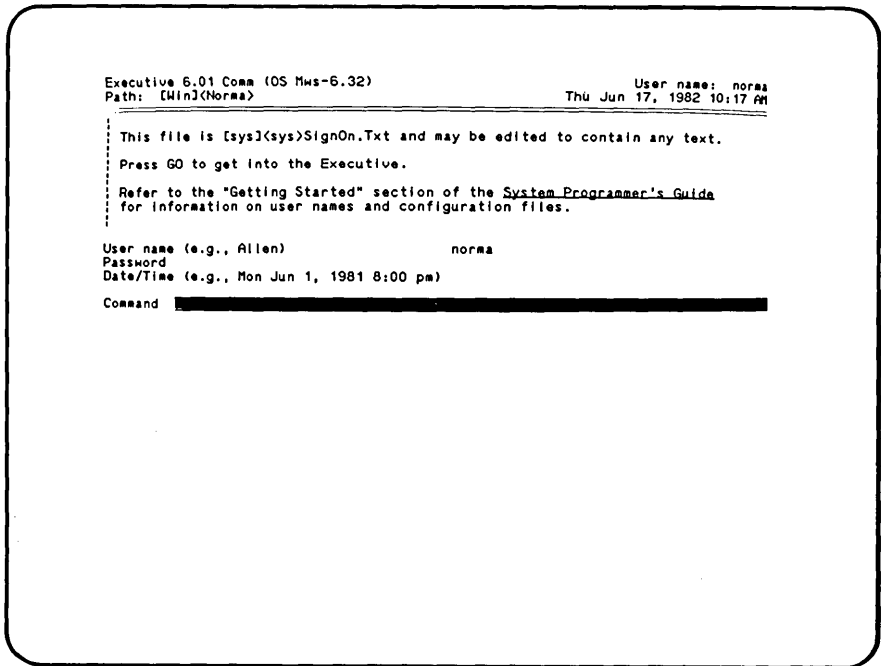 Executive 6.01 Comm (OS Mws-6.32) User name: norma
Path: [Win]<Norma> Thu Jun 17, 1982 10:17 AM
This file is [sys]<sys>SignOn.Txt and may be edited to contain any text.
Press GO to get into the Executive.
Refer to the "Getting Started" section of the System Programmer's Guide
for information on user names and configuration files.
User name (e.g., Allen) norma
Password
Date/Time (e.g., Mon Jun 1, 1981 8:00 pm)
Command